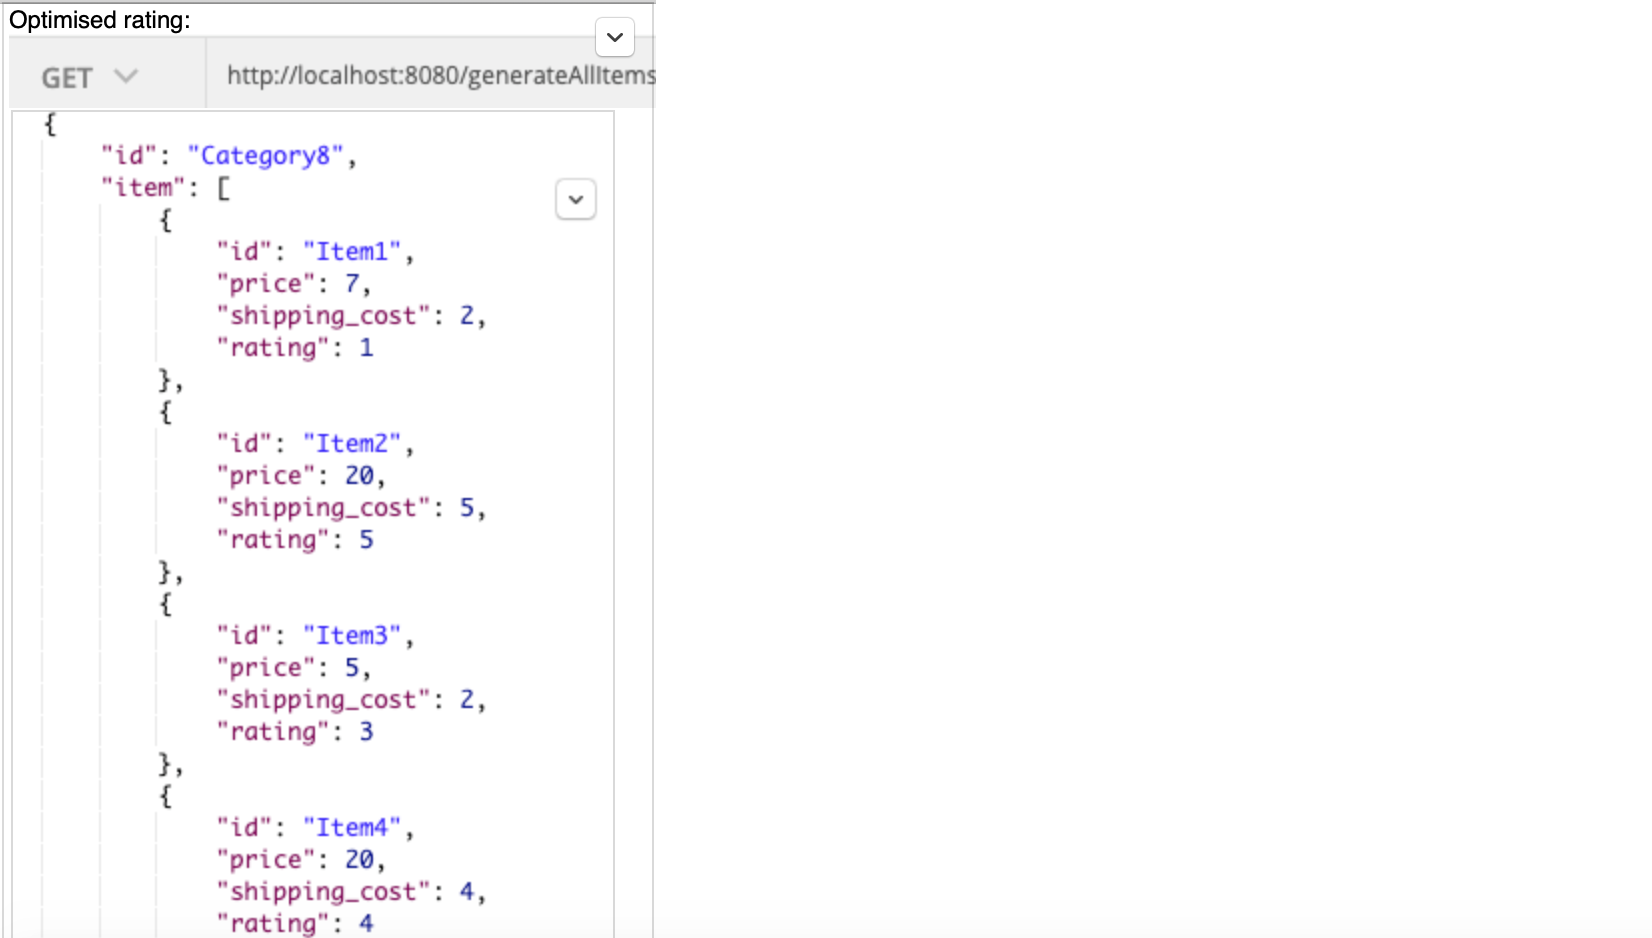 Optimised rating:
GET http://localhost:8080/generateAllItems
{
"id": "Category8",
"item": [
{
"id": "Item1",
"price": 7,
"shipping_cost": 2,
"rating": 1
},
{
"id": "Item2",
"price": 20,
"shipping_cost": 5,
"rating": 5
},
{
"id": "Item3",
"price": 5,
"shipping_cost": 2,
"rating": 3
},
{
"id": "Item4",
"price": 20,
"shipping_cost": 4,
"rating": 4